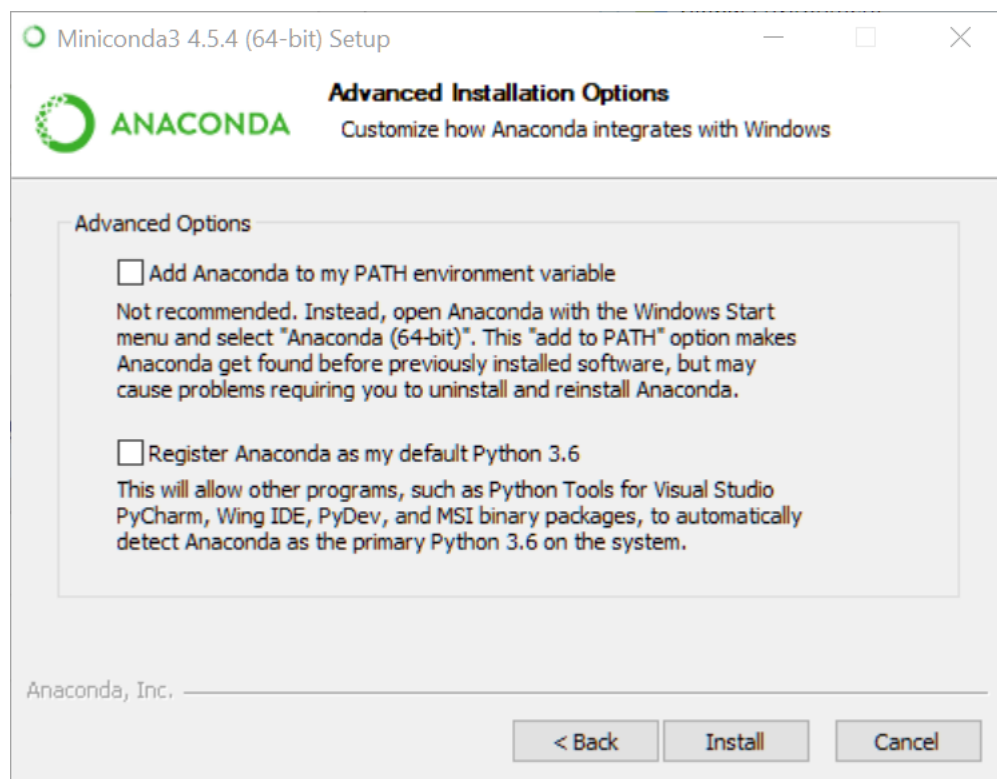 Miniconda3 4.5.4 (64-bit) Setup
ANACONDA
Advanced Installation Options
Customize how Anaconda integrates with Windows
Advanced Options
Add Anaconda to my PATH environment variable
Not recommended. Instead, open Anaconda with the Windows Start
menu and select "Anaconda (64-bit)". This "add to PATH" option makes
Anaconda get found before previously installed software, but may
cause problems requiring you to uninstall and reinstall Anaconda.
Register Anaconda as my default Python 3.6
This will allow other programs, such as Python Tools for Visual Studio
PyCharm, Wing IDE, PyDev, and MSI binary packages, to automatically
detect Anaconda as the primary Python 3.6 on the system.
Anaconda, Inc.
< Back
Install
Cancel